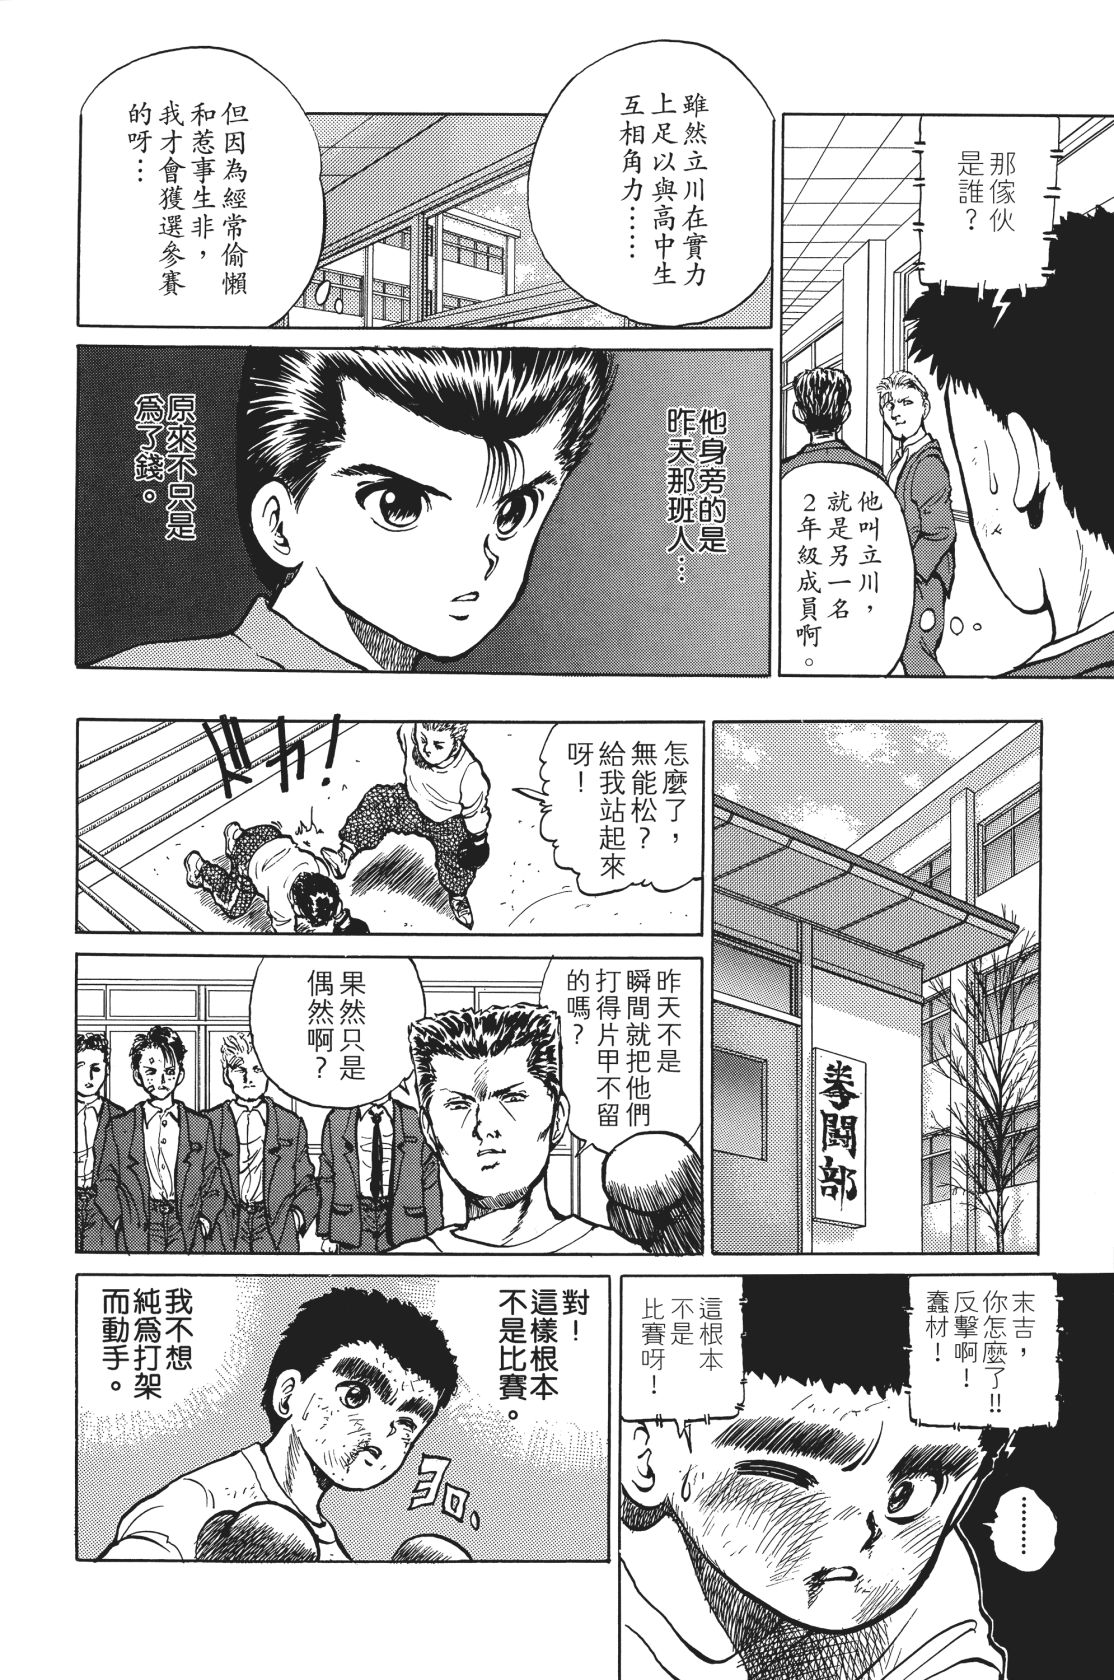 那傢伙
是誰？
他叫立川，
就是另一名
２年級成員啊。
雖然立川在實力
上足以與高中生
互相角力……
但因為經常偷懶
和惹事生非，
我才會獲選參賽
的呀…
他身旁的是
昨天那班人…
原來不只是
為了錢。
拳鬪部
怎麼了，
無能松？
給我站起來
呀！
ドガ！
昨天不是
瞬間就把他們
打得片甲不留
的嗎？
果然只是
偶然啊？
末吉，
你怎麼了!!
反擊啊！
蠢材！
………
這根本
不是
比賽呀！
對！
這樣根本
不是比賽。
我不想
純為打架
而動手。
ヨロ、